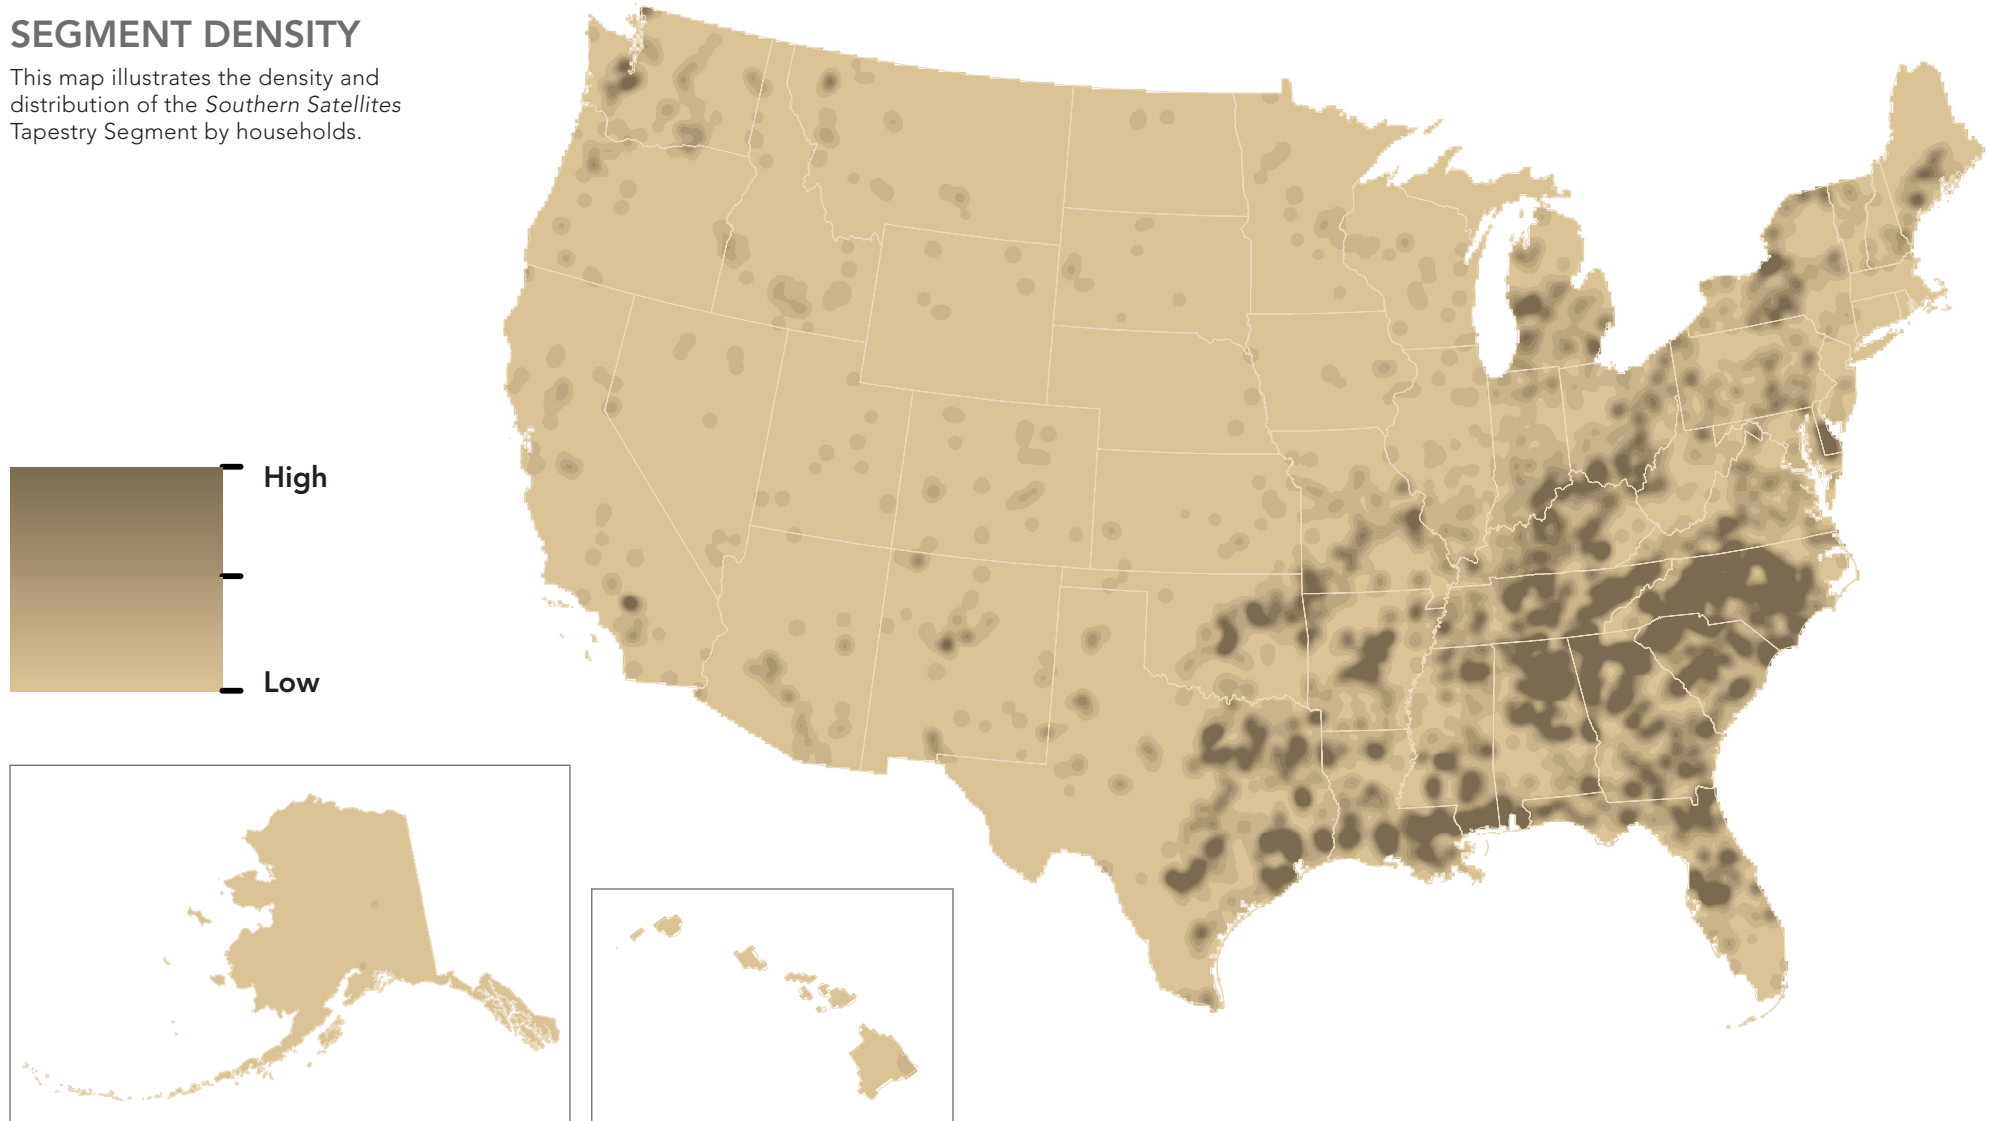 SEGMENT DENSITY
This map illustrates the density and
distribution of the Southern Satellites
Tapestry Segment by households.
High
Low